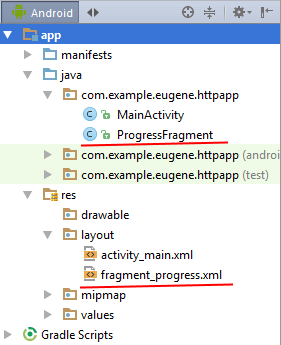 Android
app
manifests
java
com.example.eugene.httpapp
MainActivity
ProgressFragment
com.example.eugene.httpapp (androi
com.example.eugene.httpapp (test)
res
drawable
layout
activity_main.xml
fragment_progress.xml
mipmap
values
Gradle Scripts